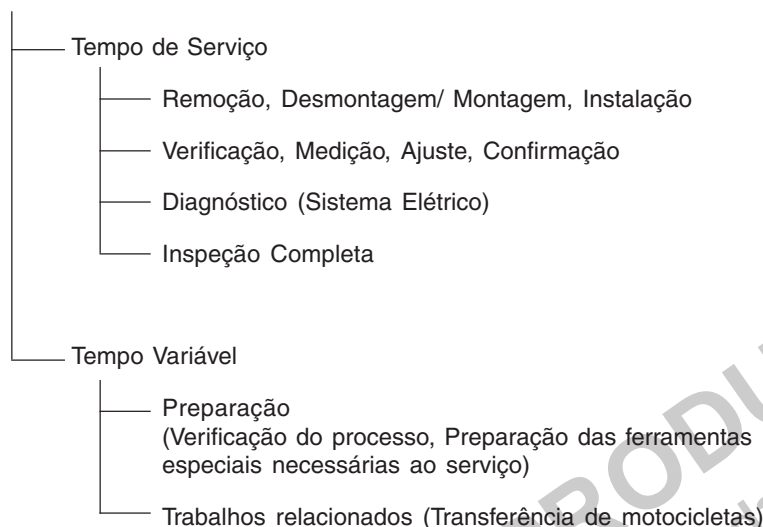 Tempo de Serviço
Remoção, Desmontagem/ Montagem, Instalação
Verificação, Medição, Ajuste, Confirmação
Diagnóstico (Sistema Elétrico)
Inspeção Completa
Tempo Variável
Preparação
(Verificação do processo, Preparação das ferramentas
especiais necessárias ao serviço)
Trabalhos relacionados (Transferência de motocicletas)